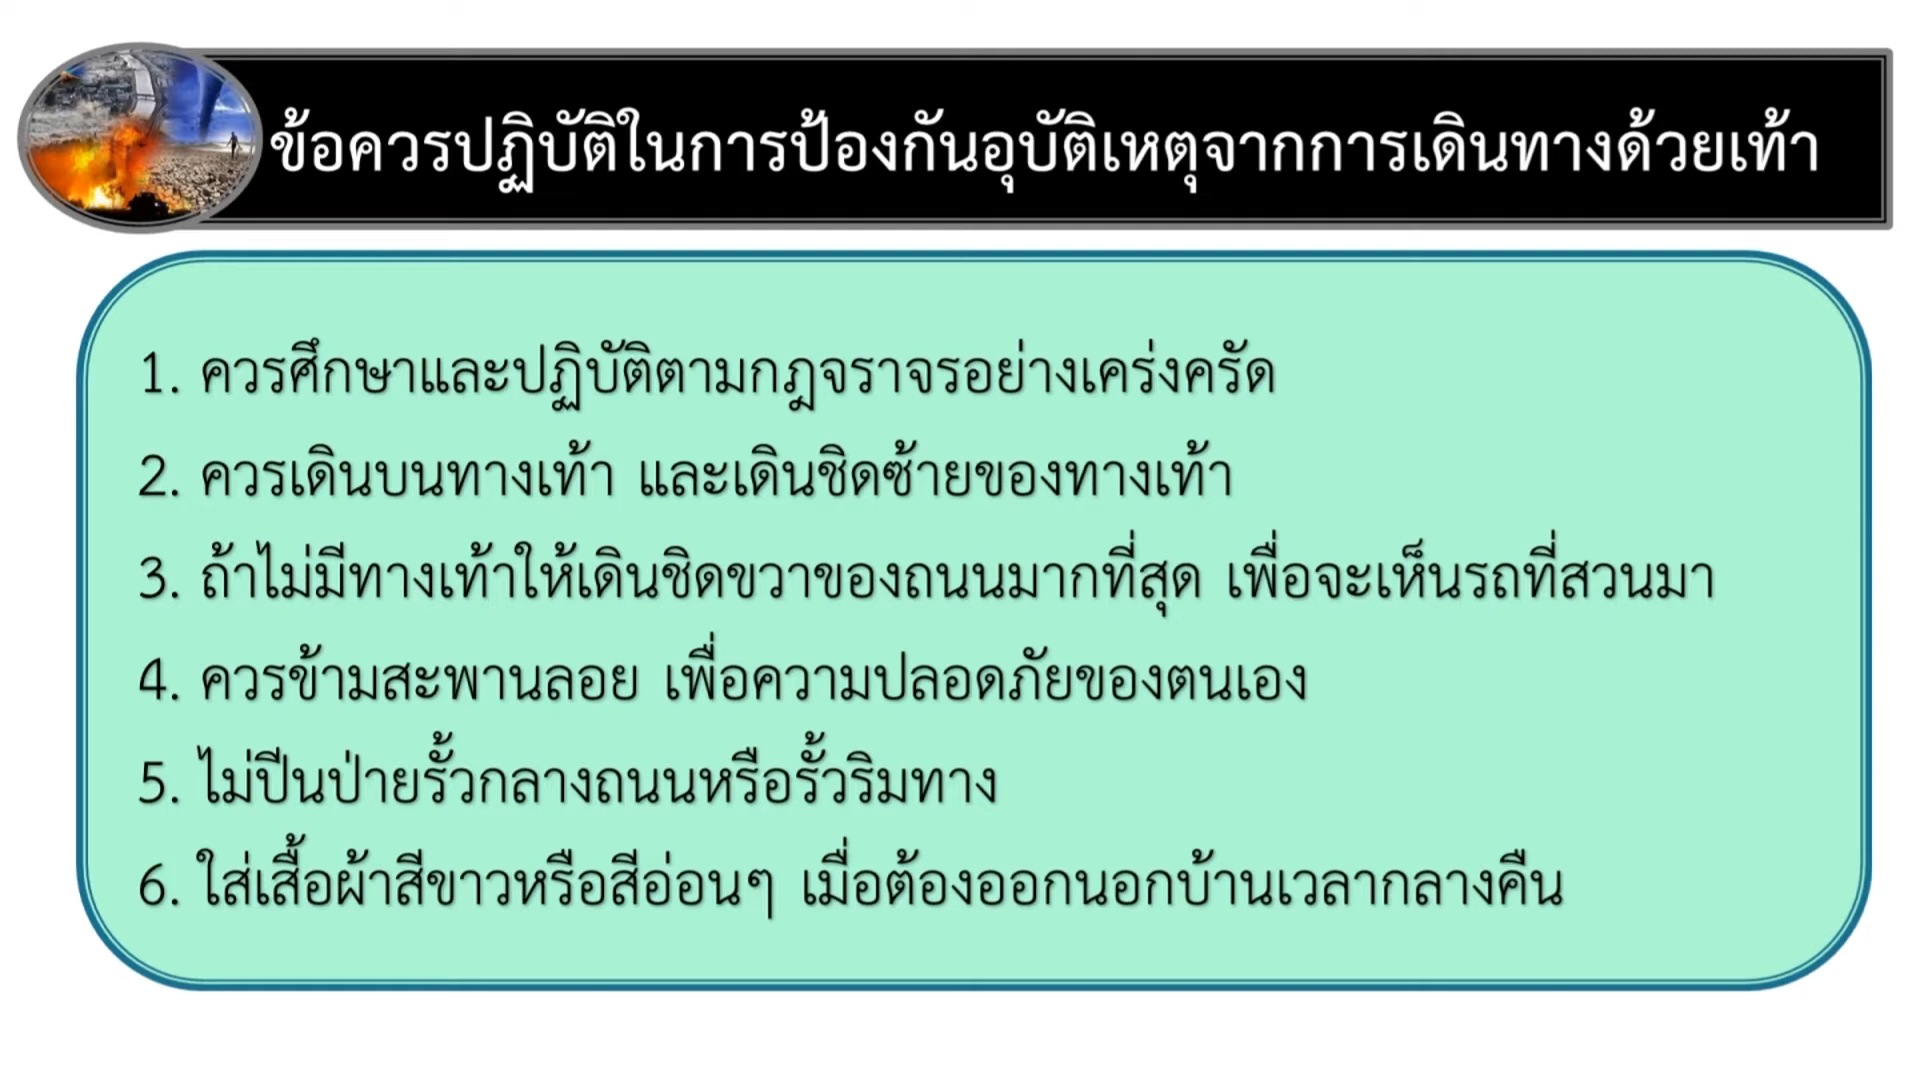 ข้อควรปฏิบัติในการป้องกันอุบัติเหตุจากการเดินทางด้วยเท้า
1. ควรศึกษาและปฏิบัติตามกฎจราจรอย่างเคร่งครัด
2. ควรเดินบนทางเท้า และเดินชิดซ้ายของทางเท้า
3. ถ้าไม่มีทางเท้าให้เดินชิดขวาของถนนมากที่สุด เพื่อจะเห็นรถที่สวนมา
4. ควรข้ามสะพานลอย เพื่อความปลอดภัยของตนเอง
5. ไม่ปีนป่ายรั้วกลางถนนหรือรั้วริมทาง
6. ใส่เสื้อผ้าสีขาวหรือสีอ่อนๆ เมื่อต้องออกนอกบ้านเวลากลางคืน